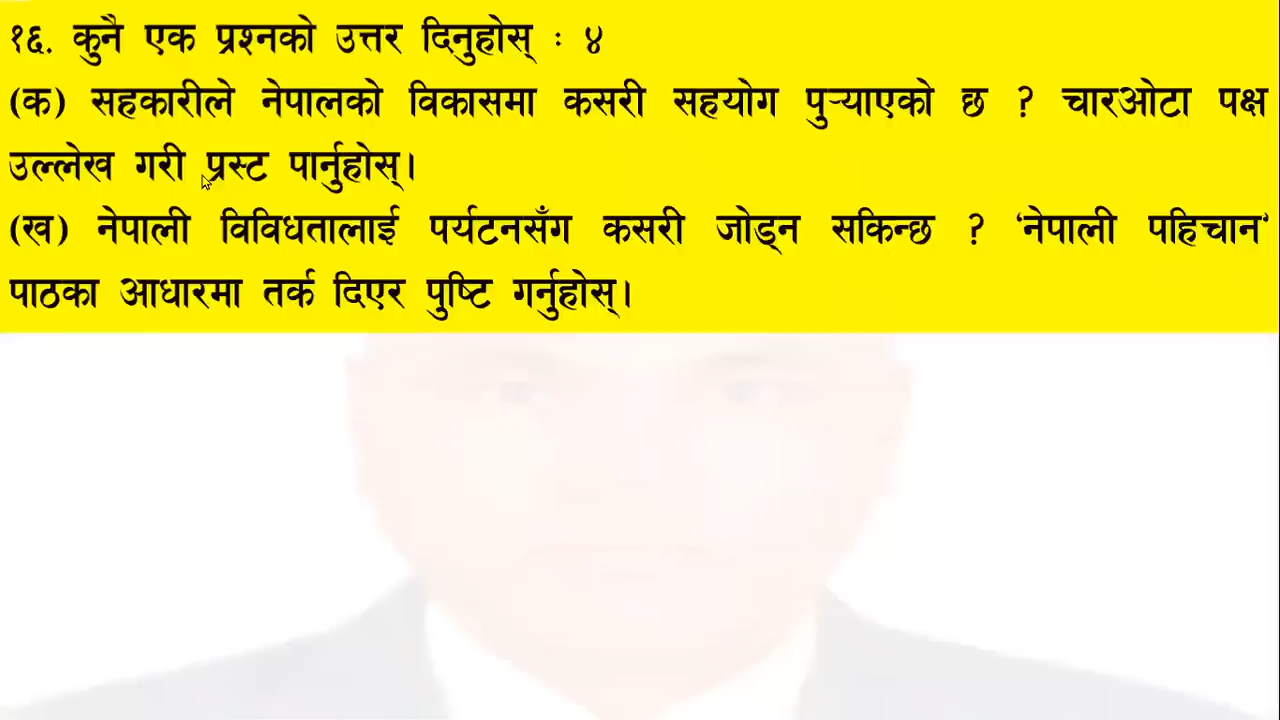 १६. कुनै एक प्रश्नको उत्तर दिनुहोस् : ४
(क) सहकारीले नेपालको विकासमा कसरी सहयोग पुऱ्याएको छ ? चारओटा पक्ष
उल्लेख गरी प्रस्ट पार्नुहोस्।
(ख) नेपाली विविधतालाई पर्यटनसँग कसरी जोड्न सकिन्छ ? ‘नेपाली पहिचान’
पाठका आधारमा तर्क दिएर पुष्टि गर्नुहोस्।